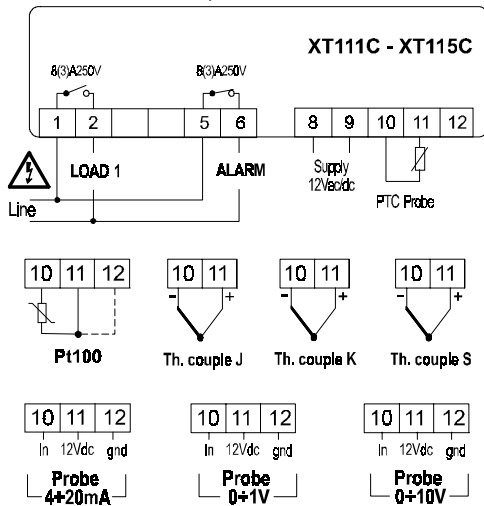 XT111C - XT115C
8(3)A250V 8(3)A250V
1 2 5 6 8 9 10 11 12
LOAD 1 ALARM Supply
12Vac/dc PTC Probe
Line
10 11 12 10 11 10 11 10 11
- + - + - +
Pt100 Th. couple J Th. couple K Th. couple S
10 11 12 10 11 12 10 11 12
In 12Vdc gnd In 12Vdc gnd In 12Vdc gnd
Probe Probe Probe
4÷20mA 0÷1V 0÷10V